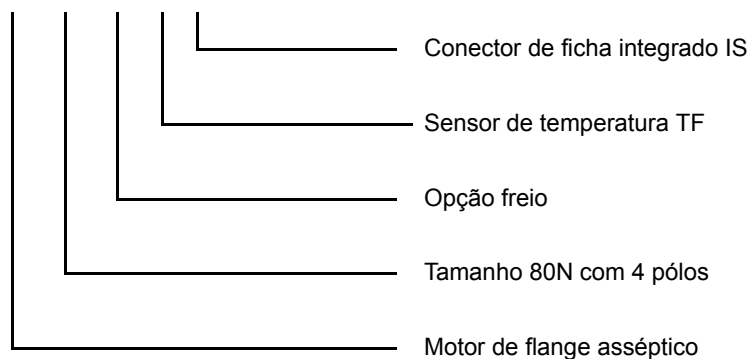 Conector de ficha integrado IS
Sensor de temperatura TF
Opção freio
Tamanho 80N com 4 pólos
Motor de flange asséptico